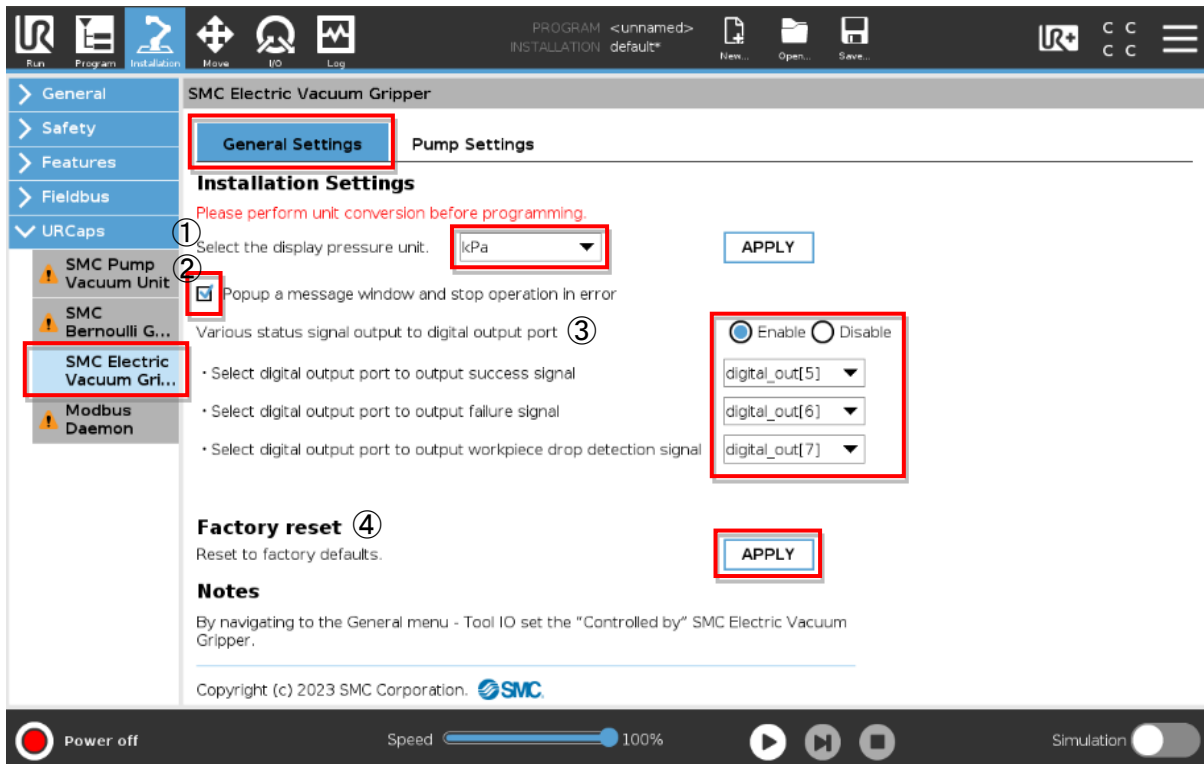 PROGRAM <unnamed>
INSTALLATION default*
Run
Program
Installation
Move
I/O
Log
New...
Open...
Save...
UR+
C C
C C
General
Safety
Features
Fieldbus
URCaps
SMC Pump
Vacuum Unit
SMC
Bernoulli G...
SMC Electric
Vacuum Gri...
Modbus
Daemon
SMC Electric Vacuum Gripper
General Settings
Pump Settings
Installation Settings
Please perform unit conversion before programming.
① Select the display pressure unit. kPa APPLY
② Popup a message window and stop operation in error
Various status signal output to digital output port ③ Enable Disable
・Select digital output port to output success signal digital_out[5]
・Select digital output port to output failure signal digital_out[6]
・Select digital output port to output workpiece drop detection signal digital_out[7]
Factory reset ④
Reset to factory defaults. APPLY
Notes
By navigating to the General menu - Tool IO set the "Controlled by" SMC Electric Vacuum
Gripper.
Copyright (c) 2023 SMC Corporation. SMC.
Power off
Speed 100%
Simulation